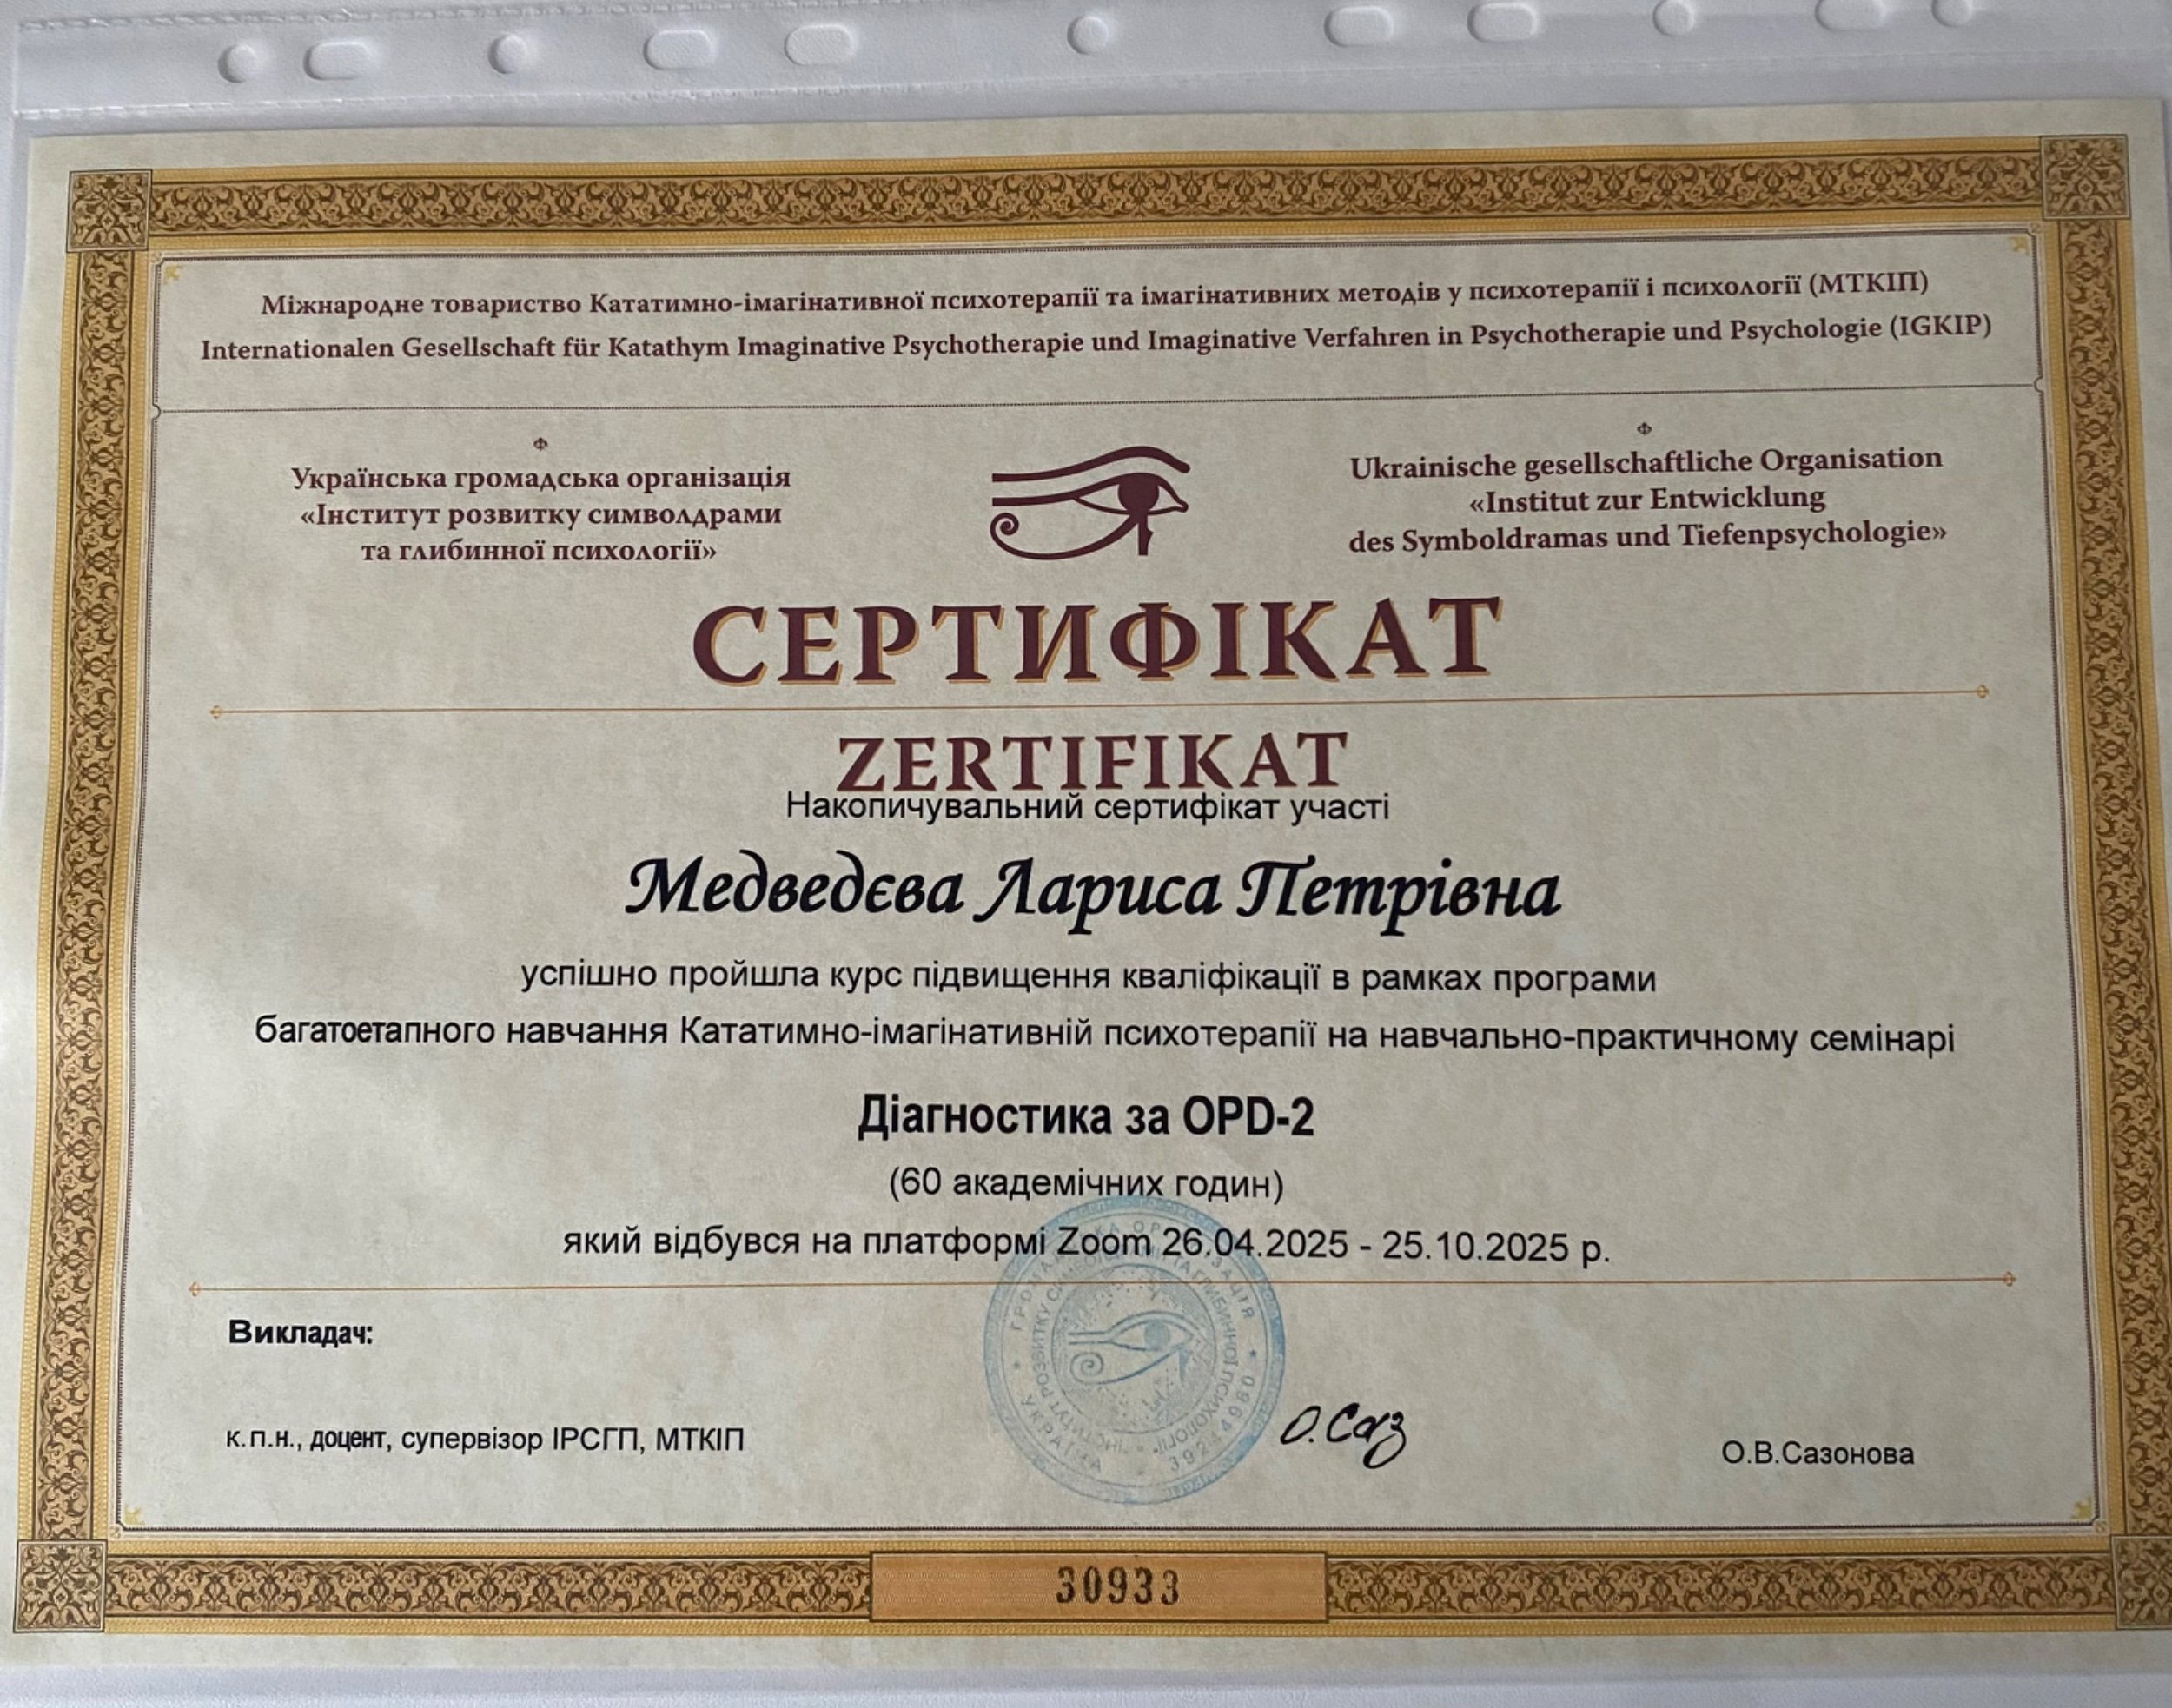 Міжнародне товариство Кататимно-імагінативної психотерапії та імагінативних методів у психотерапії і психології (МТКІП)
Internationalen Gesellschaft für Katathym Imaginative Psychotherapie und Imaginative Verfahren in Psychotherapie und Psychologie (IGKIP)
Українська громадська організація
«Інститут розвитку символдрами
та глибинної психології»
Ukrainische gesellschaftliche Organisation
«Institut zur Entwicklung
des Symboldramas und Tiefenpsychologie»
СЕРТИФІКАТ
ZERTIFIKAT
Накопичувальний сертифікат участі
Медведєва Лариса Петрівна
успішно пройшла курс підвищення кваліфікації в рамках програми
багатоетапного навчання Кататимно-імагінативній психотерапії на навчально-практичному семінарі
Діагностика за OPD-2
(60 академічних годин)
який відбувся на платформі Zoom 26.04.2025 - 25.10.2025 р.
Викладач:
к.п.н., доцент, супервізор ІРСГП, МТКІП
О.Саз
О.В.Сазонова
УКРАЇНА
30933